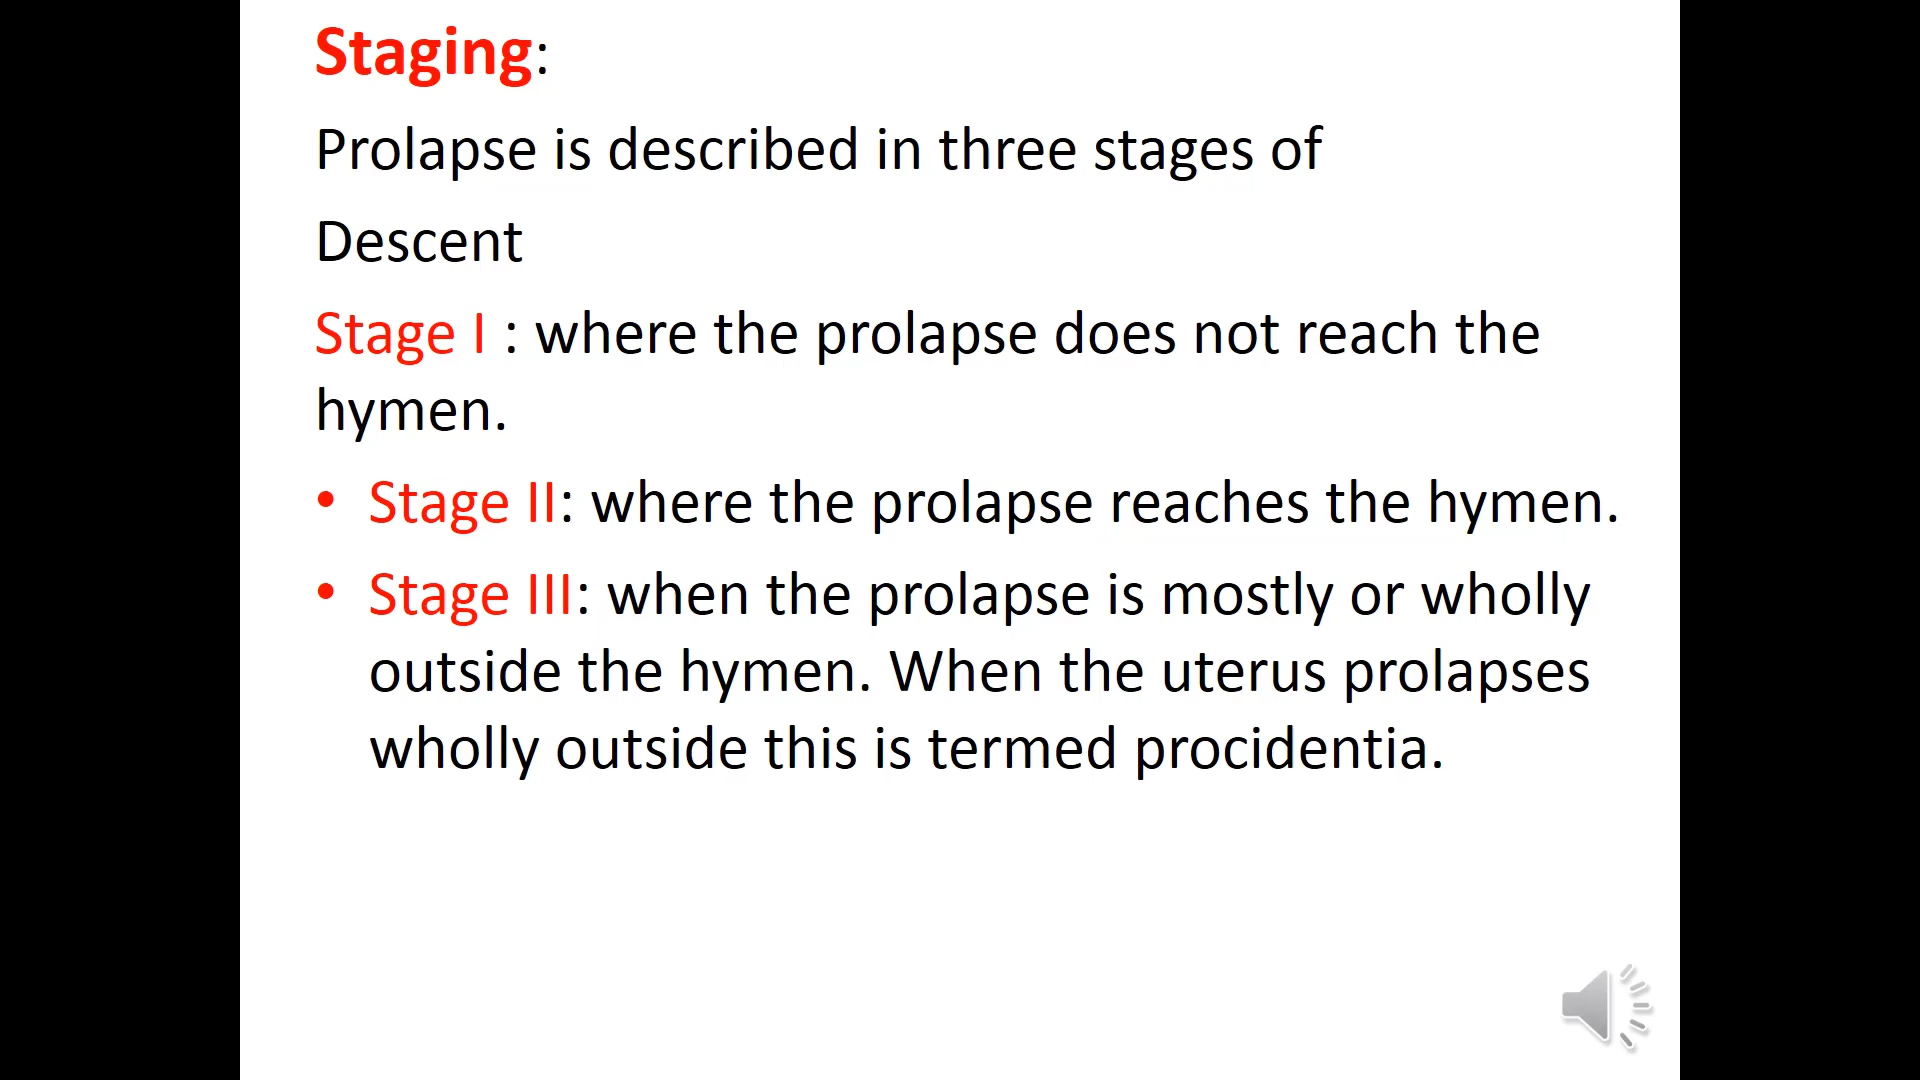 Staging:
Prolapse is described in three stages of
Descent
Stage I : where the prolapse does not reach the
hymen.
• Stage II: where the prolapse reaches the hymen.
• Stage III: when the prolapse is mostly or wholly
outside the hymen. When the uterus prolapses
wholly outside this is termed procidentia.